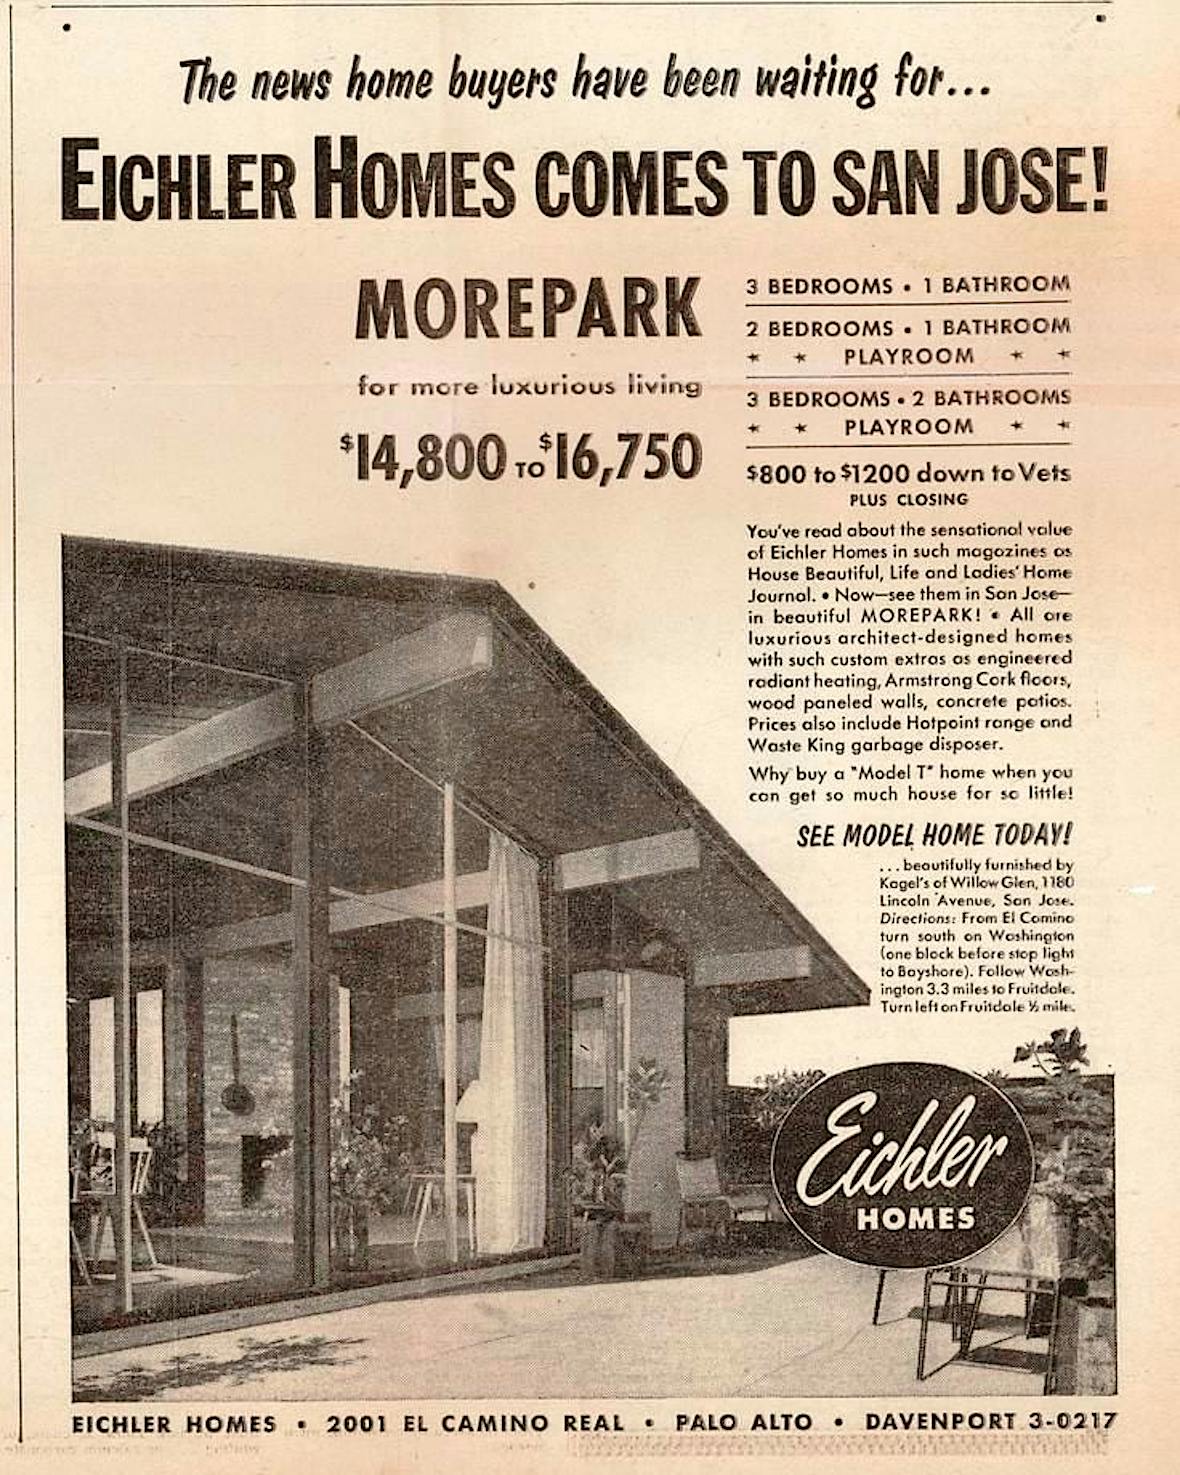 The news home buyers have been waiting for...
EICHLER HOMES COMES TO SAN JOSE!
MOREPARK
for more luxurious living
$14,800 TO $16,750
3 BEDROOMS • 1 BATHROOM
2 BEDROOMS • 1 BATHROOM
★ ★ PLAYROOM ★ ★
3 BEDROOMS • 2 BATHROOMS
★ ★ PLAYROOM ★ ★
$800 to $1200 down to Vets
PLUS CLOSING
You've read about the sensational value
of Eichler Homes in such magazines as
House Beautiful, Life and Ladies' Home
Journal. • Now—see them in San Jose—
in beautiful MOREPARK! • All are
luxurious architect-designed homes
with such custom extras as engineered
radiant heating, Armstrong Cork floors,
wood paneled walls, concrete patios.
Prices also include Hotpoint range and
Waste King garbage disposer.
Why buy a "Model T" home when you
can get so much house for so little!
SEE MODEL HOME TODAY!
... beautifully furnished by
Kagel's of Willow Glen, 1180
Lincoln Avenue, San Jose.
Directions: From El Camino
turn south on Washington
(one block before stop light
to Bayshore). Follow Wash-
ington 3.3 miles to Fruitdale.
Turn left on Fruitdale ½ mile.
Eichler
HOMES
EICHLER HOMES • 2001 EL CAMINO REAL • PALO ALTO • DAVENPORT 3-0217